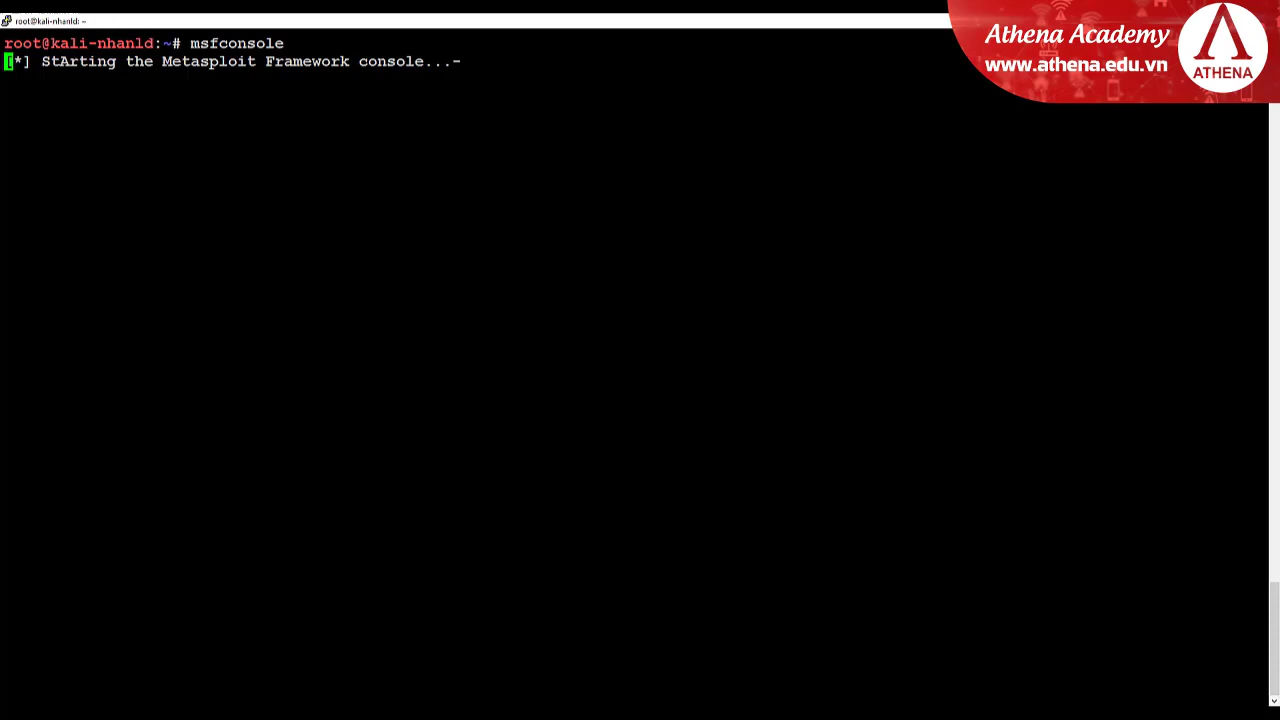 root@kali-nhanld: ~
root@kali-nhanld:~# msfconsole
[*] StArting the Metasploit Framework console...-
Athena Academy
www.athena.edu.vn
ATHENA